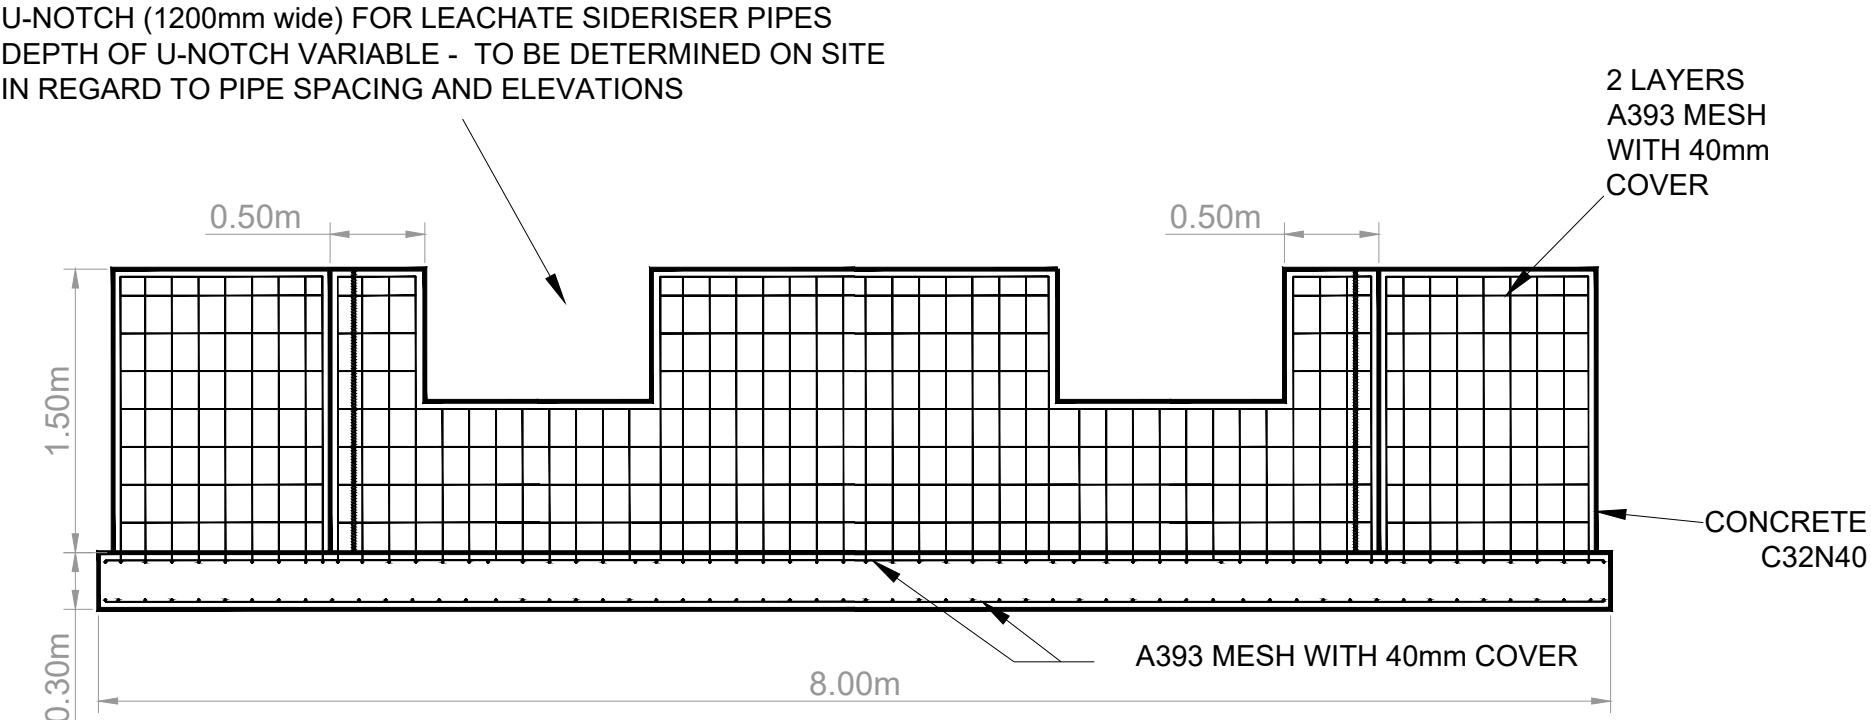 U-NOTCH (1200mm wide) FOR LEACHATE SIDERISER PIPES
DEPTH OF U-NOTCH VARIABLE - TO BE DETERMINED ON SITE
IN REGARD TO PIPE SPACING AND ELEVATIONS
2 LAYERS
A393 MESH
WITH 40mm
COVER
0.50m
0.50m
1.50m
CONCRETE
C32N40
A393 MESH WITH 40mm COVER
0.30m
8.00m